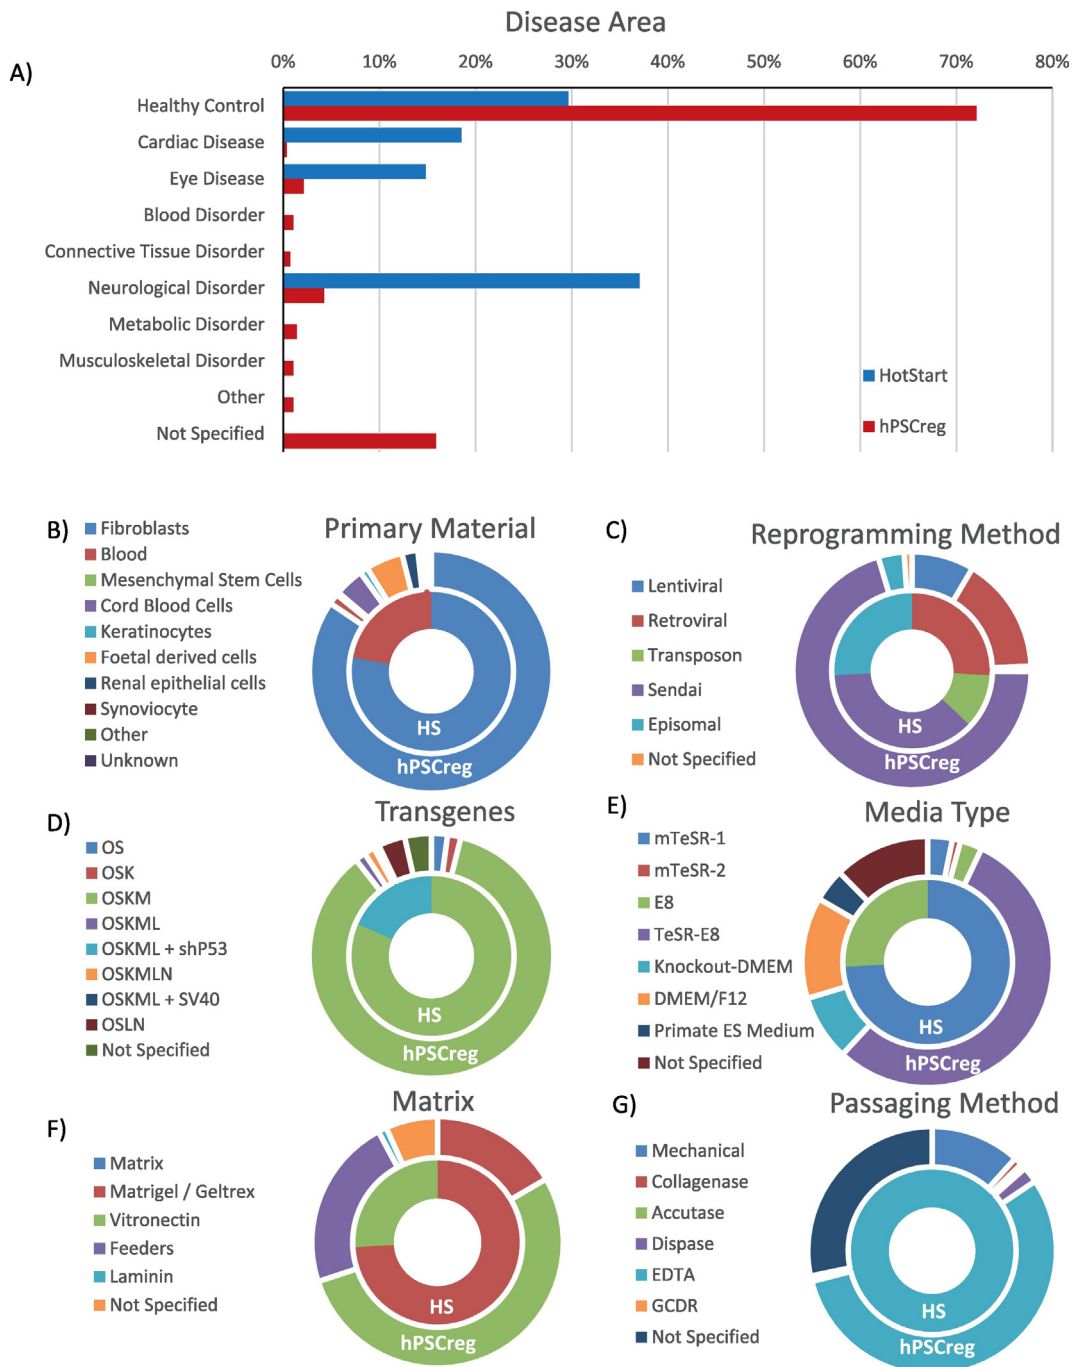 Disease Area
A)
0% 10% 20% 30% 40% 50% 60% 70% 80%
Healthy Control
Cardiac Disease
Eye Disease
Blood Disorder
Connective Tissue Disorder
Neurological Disorder
Metabolic Disorder
Musculoskeletal Disorder
Other
Not Specified
HotStart
hPSCreg
B)
Primary Material
Fibroblasts
Blood
Mesenchymal Stem Cells
Cord Blood Cells
Keratinocytes
Foetal derived cells
Renal epithelial cells
Synoviocyte
Other
Unknown
HS
hPSCreg
C)
Reprogramming Method
Lentiviral
Retroviral
Transposon
Sendai
Episomal
Not Specified
HS
hPSCreg
D)
Transgenes
OS
OSK
OSKM
OSKML
OSKML + shP53
OSKMLN
OSKML + SV40
OSLN
Not Specified
HS
hPSCreg
E)
Media Type
mTeSR-1
mTeSR-2
E8
TeSR-E8
Knockout-DMEM
DMEM/F12
Primate ES Medium
Not Specified
HS
hPSCreg
F)
Matrix
Matrix
Matrigel / Geltrex
Vitronectin
Feeders
Laminin
Not Specified
HS
hPSCreg
G)
Passaging Method
Mechanical
Collagenase
Accutase
Dispase
EDTA
GCDR
Not Specified
HS
hPSCreg